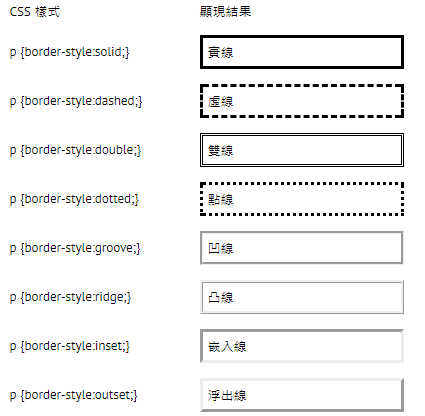 CSS 樣式 顯現結果
p {border-style:solid;} 實線
p {border-style:dashed;} 虛線
p {border-style:double;} 雙線
p {border-style:dotted;} 點線
p {border-style:groove;} 凹線
p {border-style:ridge;} 凸線
p {border-style:inset;} 嵌入線
p {border-style:outset;} 浮出線